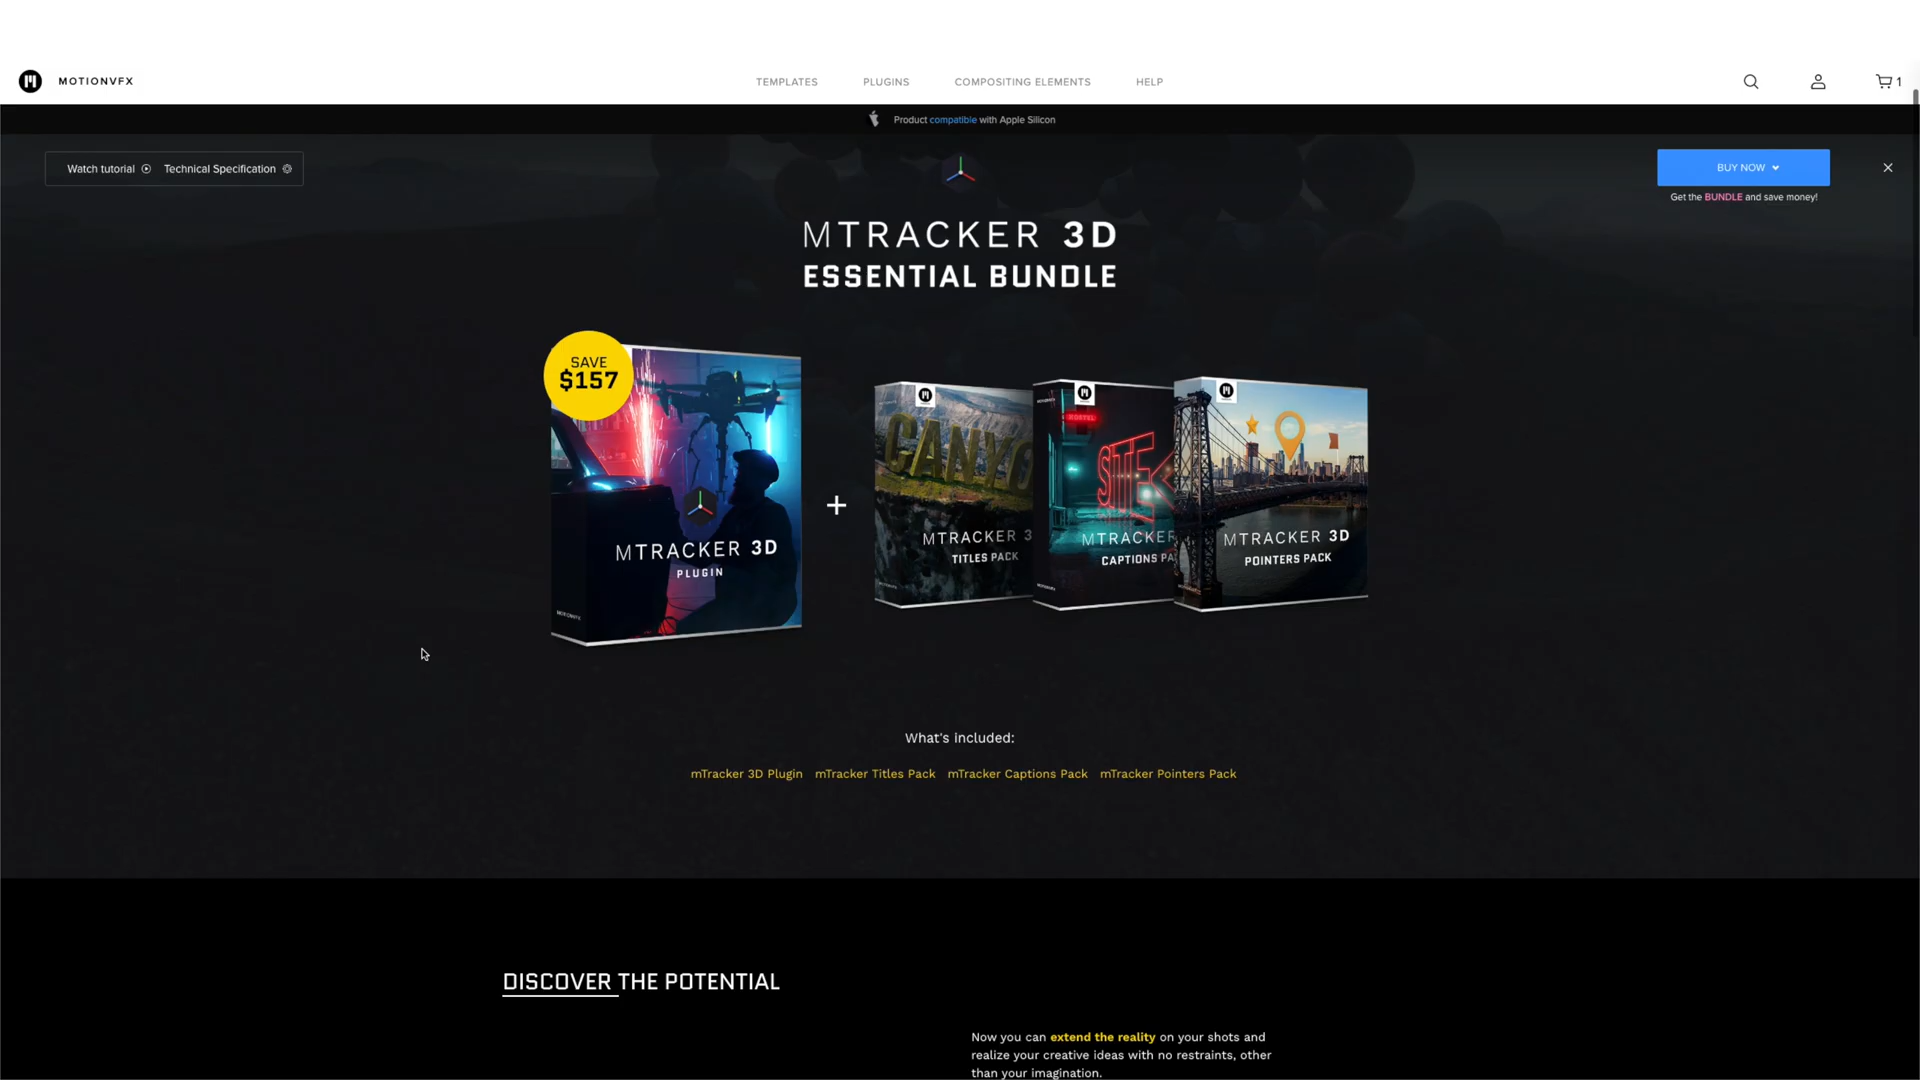 MOTIONVFX
TEMPLATES PLUGINS COMPOSITING ELEMENTS HELP
1
Product compatible with Apple Silicon
Watch tutorial Technical Specification
BUY NOW
Get the BUNDLE and save money!
MTRACKER 3D
ESSENTIAL BUNDLE
SAVE
$157
MTRACKER 3D
PLUGIN
MOTIONVFX
CANYO
MTRACKER 3
TITLES PACK
HOSTEL
SITE
MTRACKER
CAPTIONS PA
MTRACKER 3D
POINTERS PACK
+
What's included:
mTracker 3D Plugin mTracker Titles Pack mTracker Captions Pack mTracker Pointers Pack
DISCOVER THE POTENTIAL
Now you can extend the reality on your shots and
realize your creative ideas with no restraints, other
than your imagination.